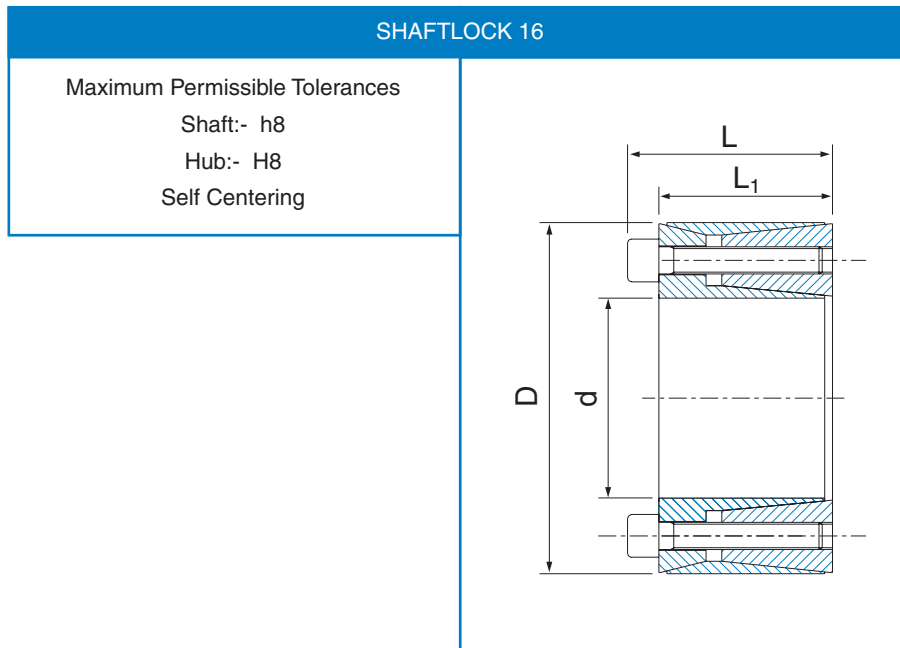 SHAFTLOCK 16
Maximum Permissible Tolerances
Shaft:- h8
Hub:- H8
Self Centering
L
L₁
D
d